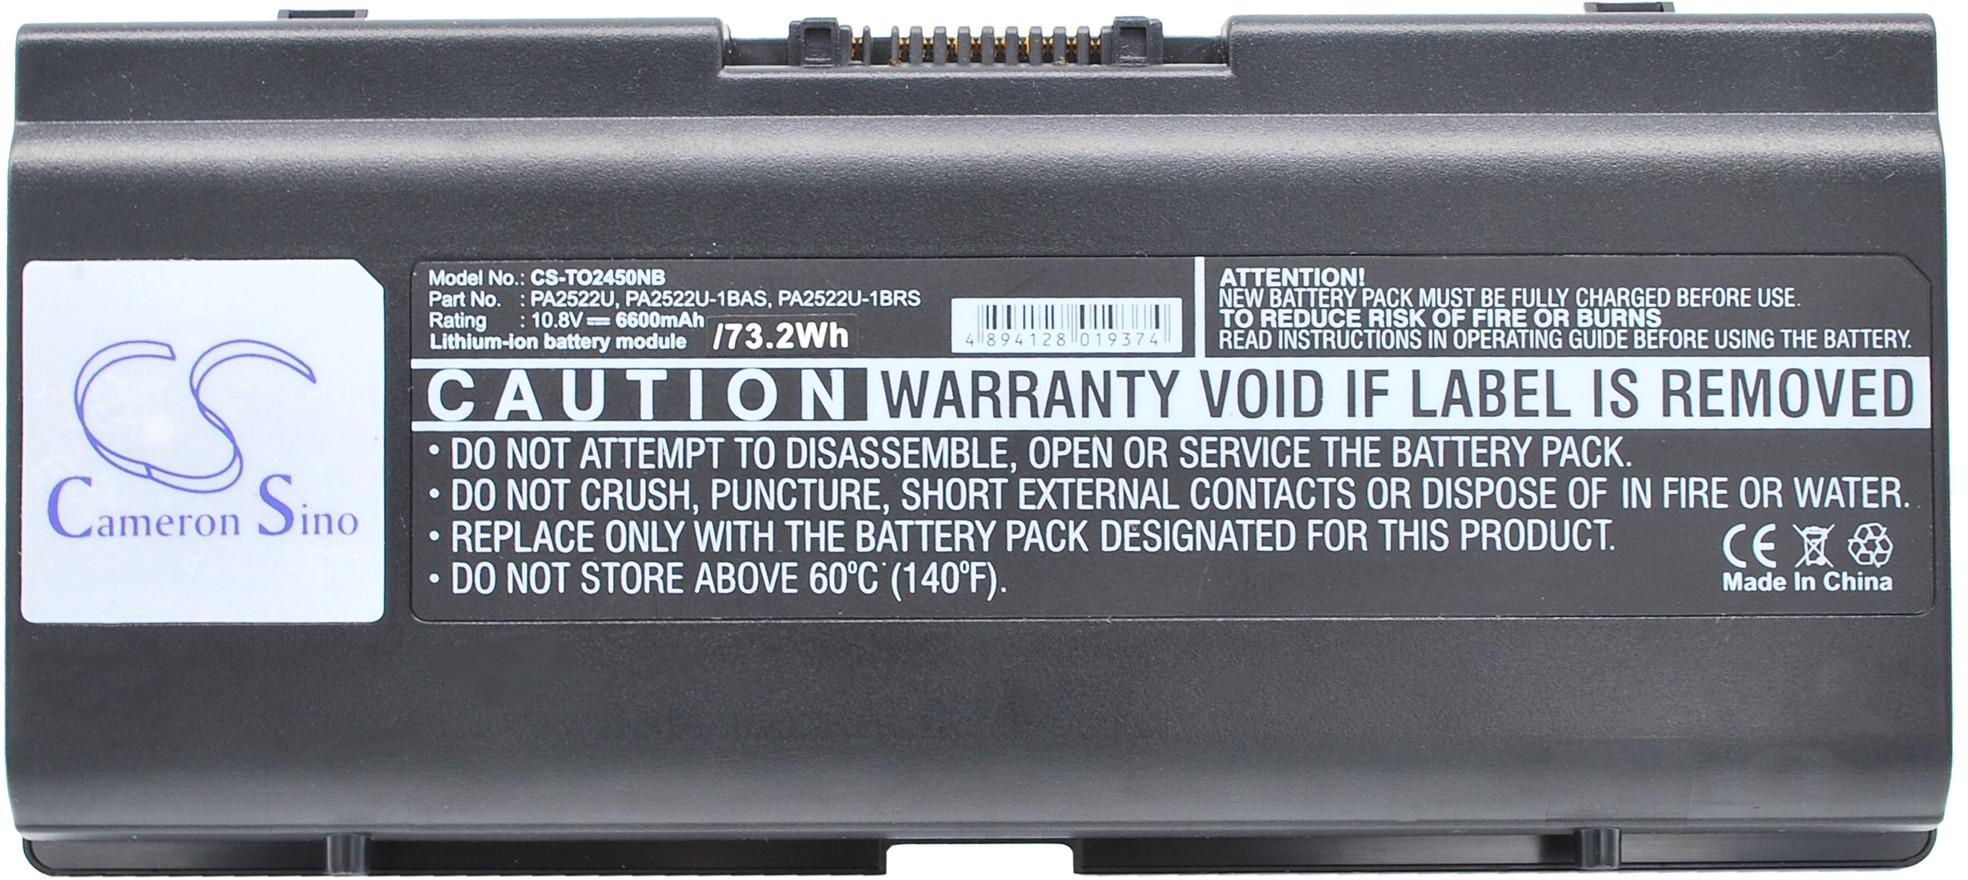 CS
Cameron Sino
Model No.: CS-TO2450NB
Part No. : PA2522U, PA2522U-1BAS, PA2522U-1BRS
Rating : 10.8V 6600mAh /73.2Wh
Lithium-ion battery module
4 894128 019374
ATTENTION!
NEW BATTERY PACK MUST BE FULLY CHARGED BEFORE USE.
TO REDUCE RISK OF FIRE OR BURNS
READ INSTRUCTIONS IN OPERATING GUIDE BEFORE USING THE BATTERY.
CAUTION WARRANTY VOID IF LABEL IS REMOVED
• DO NOT ATTEMPT TO DISASSEMBLE, OPEN OR SERVICE THE BATTERY PACK.
• DO NOT CRUSH, PUNCTURE, SHORT EXTERNAL CONTACTS OR DISPOSE OF IN FIRE OR WATER.
• REPLACE ONLY WITH THE BATTERY PACK DESIGNATED FOR THIS PRODUCT.
• DO NOT STORE ABOVE 60ºC (140ºF).
CE
Made In China